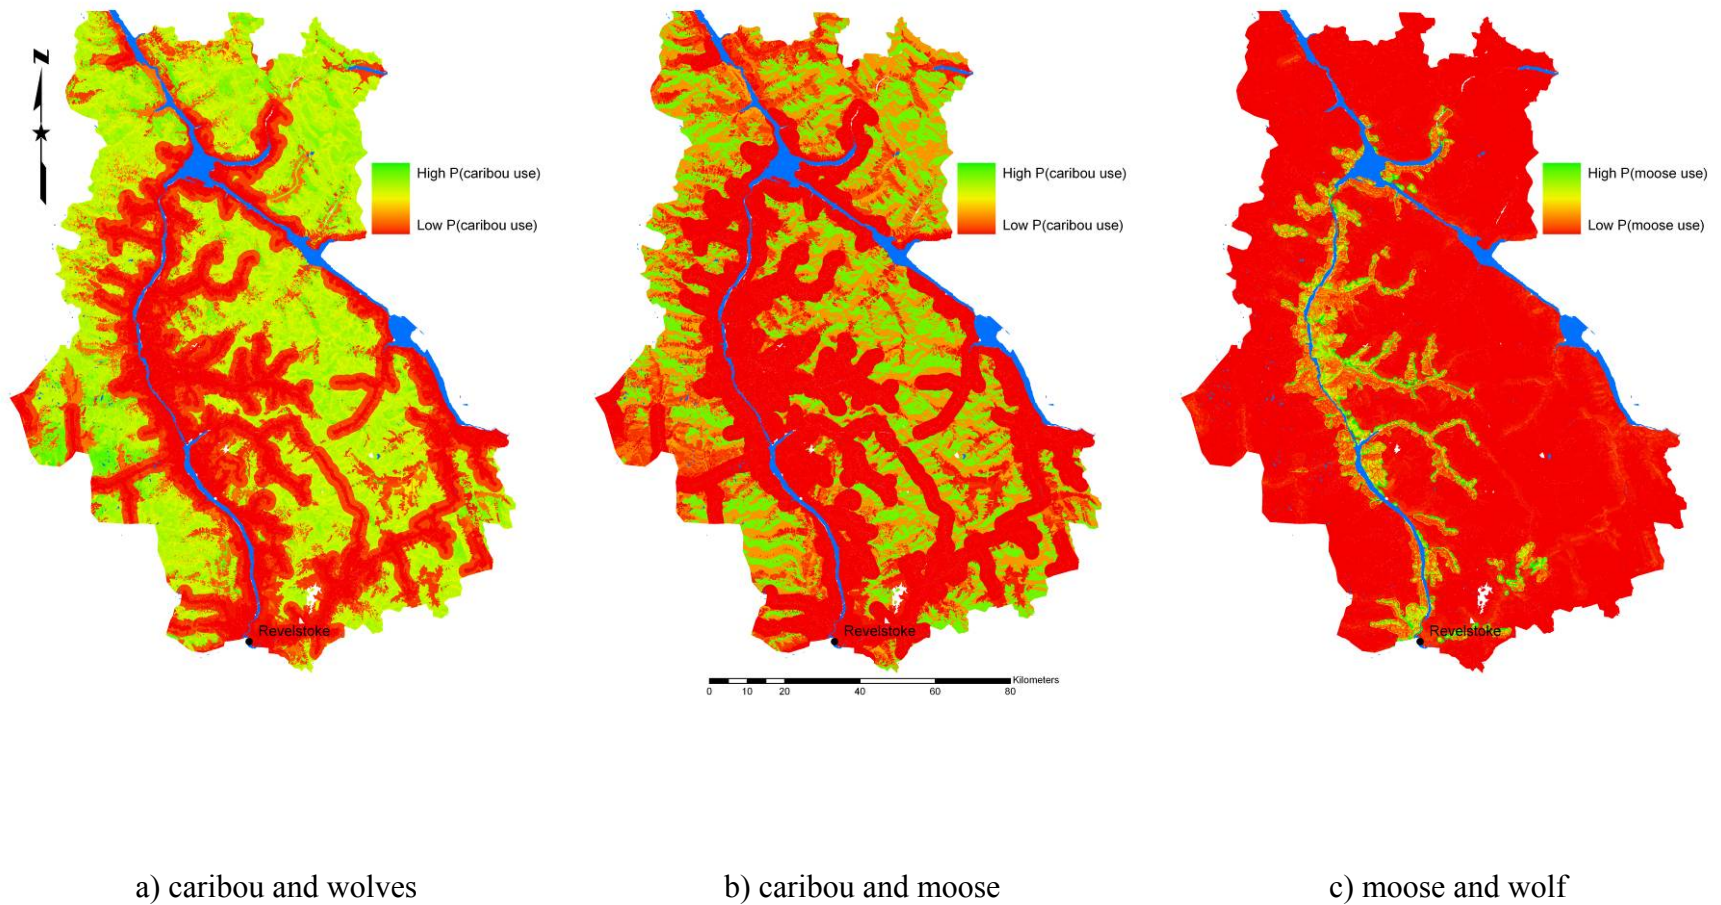 N
High P(caribou use)
Low P(caribou use)
Revelstoke
High P(caribou use)
Low P(caribou use)
Revelstoke
Kilometers
0 10 20 40 60 80
High P(moose use)
Low P(moose use)
Revelstoke
a) caribou and wolves
b) caribou and moose
c) moose and wolf